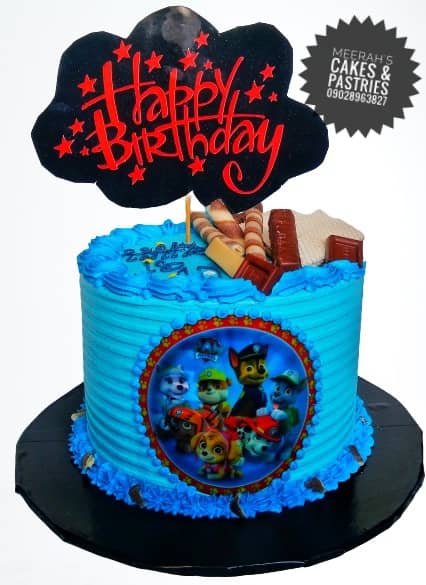 MEERAH'S
CAKES &
PASTRIES
09028963827
Happy
Birthday